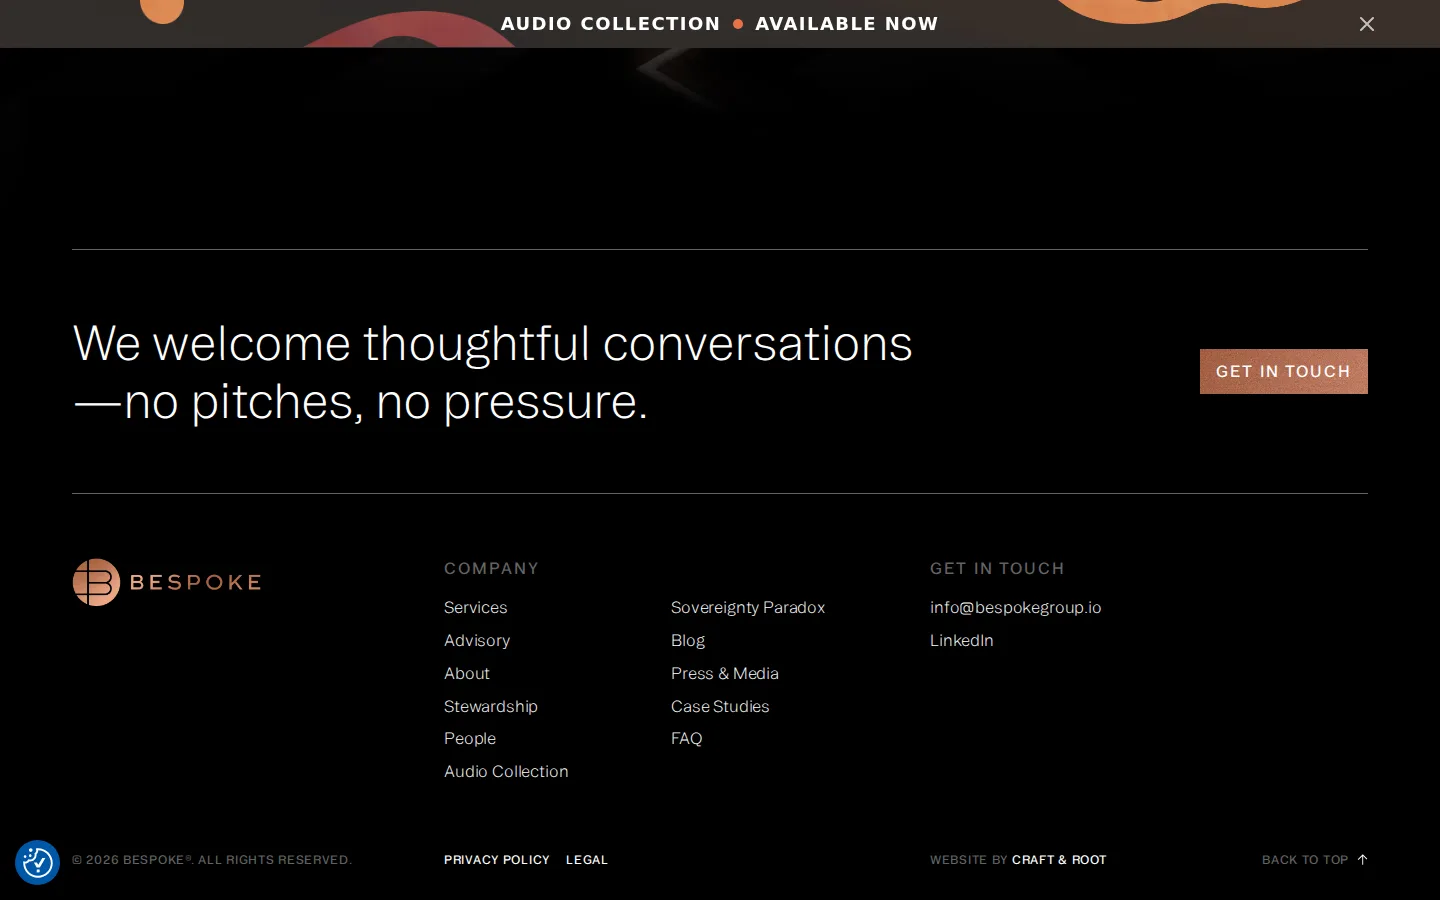 AUDIO COLLECTION ● AVAILABLE NOW
We welcome thoughtful conversations
—no pitches, no pressure.
GET IN TOUCH
BESPOKE
COMPANY
Services
Advisory
About
Stewardship
People
Audio Collection
Sovereignty Paradox
Blog
Press & Media
Case Studies
FAQ
GET IN TOUCH
info@bespokegroup.io
LinkedIn
© 2026 BESPOKE®. ALL RIGHTS RESERVED.
PRIVACY POLICY LEGAL
WEBSITE BY CRAFT & ROOT
BACK TO TOP ↑